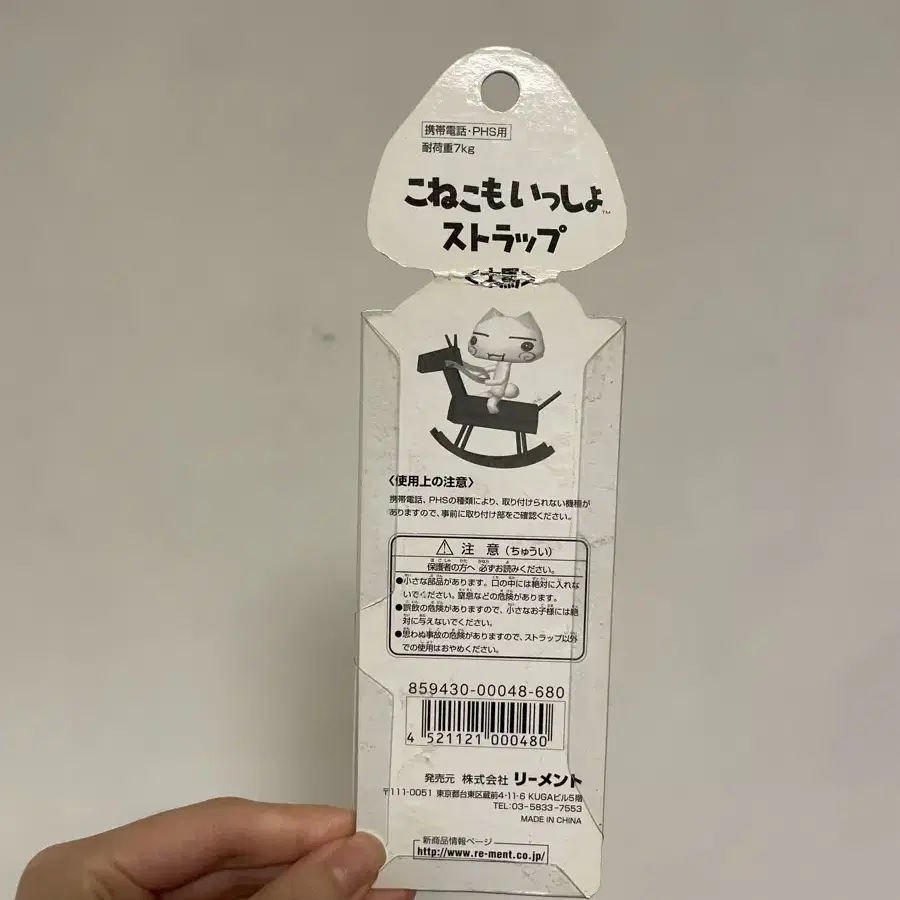 携帯電話・PHS用
耐荷重7kg
こねこもいっしょ™
ストラップ
〈使用上の注意〉
携帯電話、PHSの種類により、取り付けられない機種が
ありますので、事前に取り付け部をご確認ください。
⚠ 注意(ちゅうい)
保護者の方へ 必ずお読みください。
●小さな部品があります。口の中には絶対に入れな
いでください。窒息などの危険があります。
●誤飲の危険がありますので、小さなお子様には絶
対に与えないでください。
●思わぬ事故の危険がありますので、ストラップ以外
での使用はおやめください。
859430-00048-680
4 521121 000480
発売元 株式会社 リーメント
〒111-0051 東京都台東区蔵前4-11-6 KUGAビル5階
TEL:03-5833-7553
MADE IN CHINA
新商品情報ページ
http://www.re-ment.co.jp/